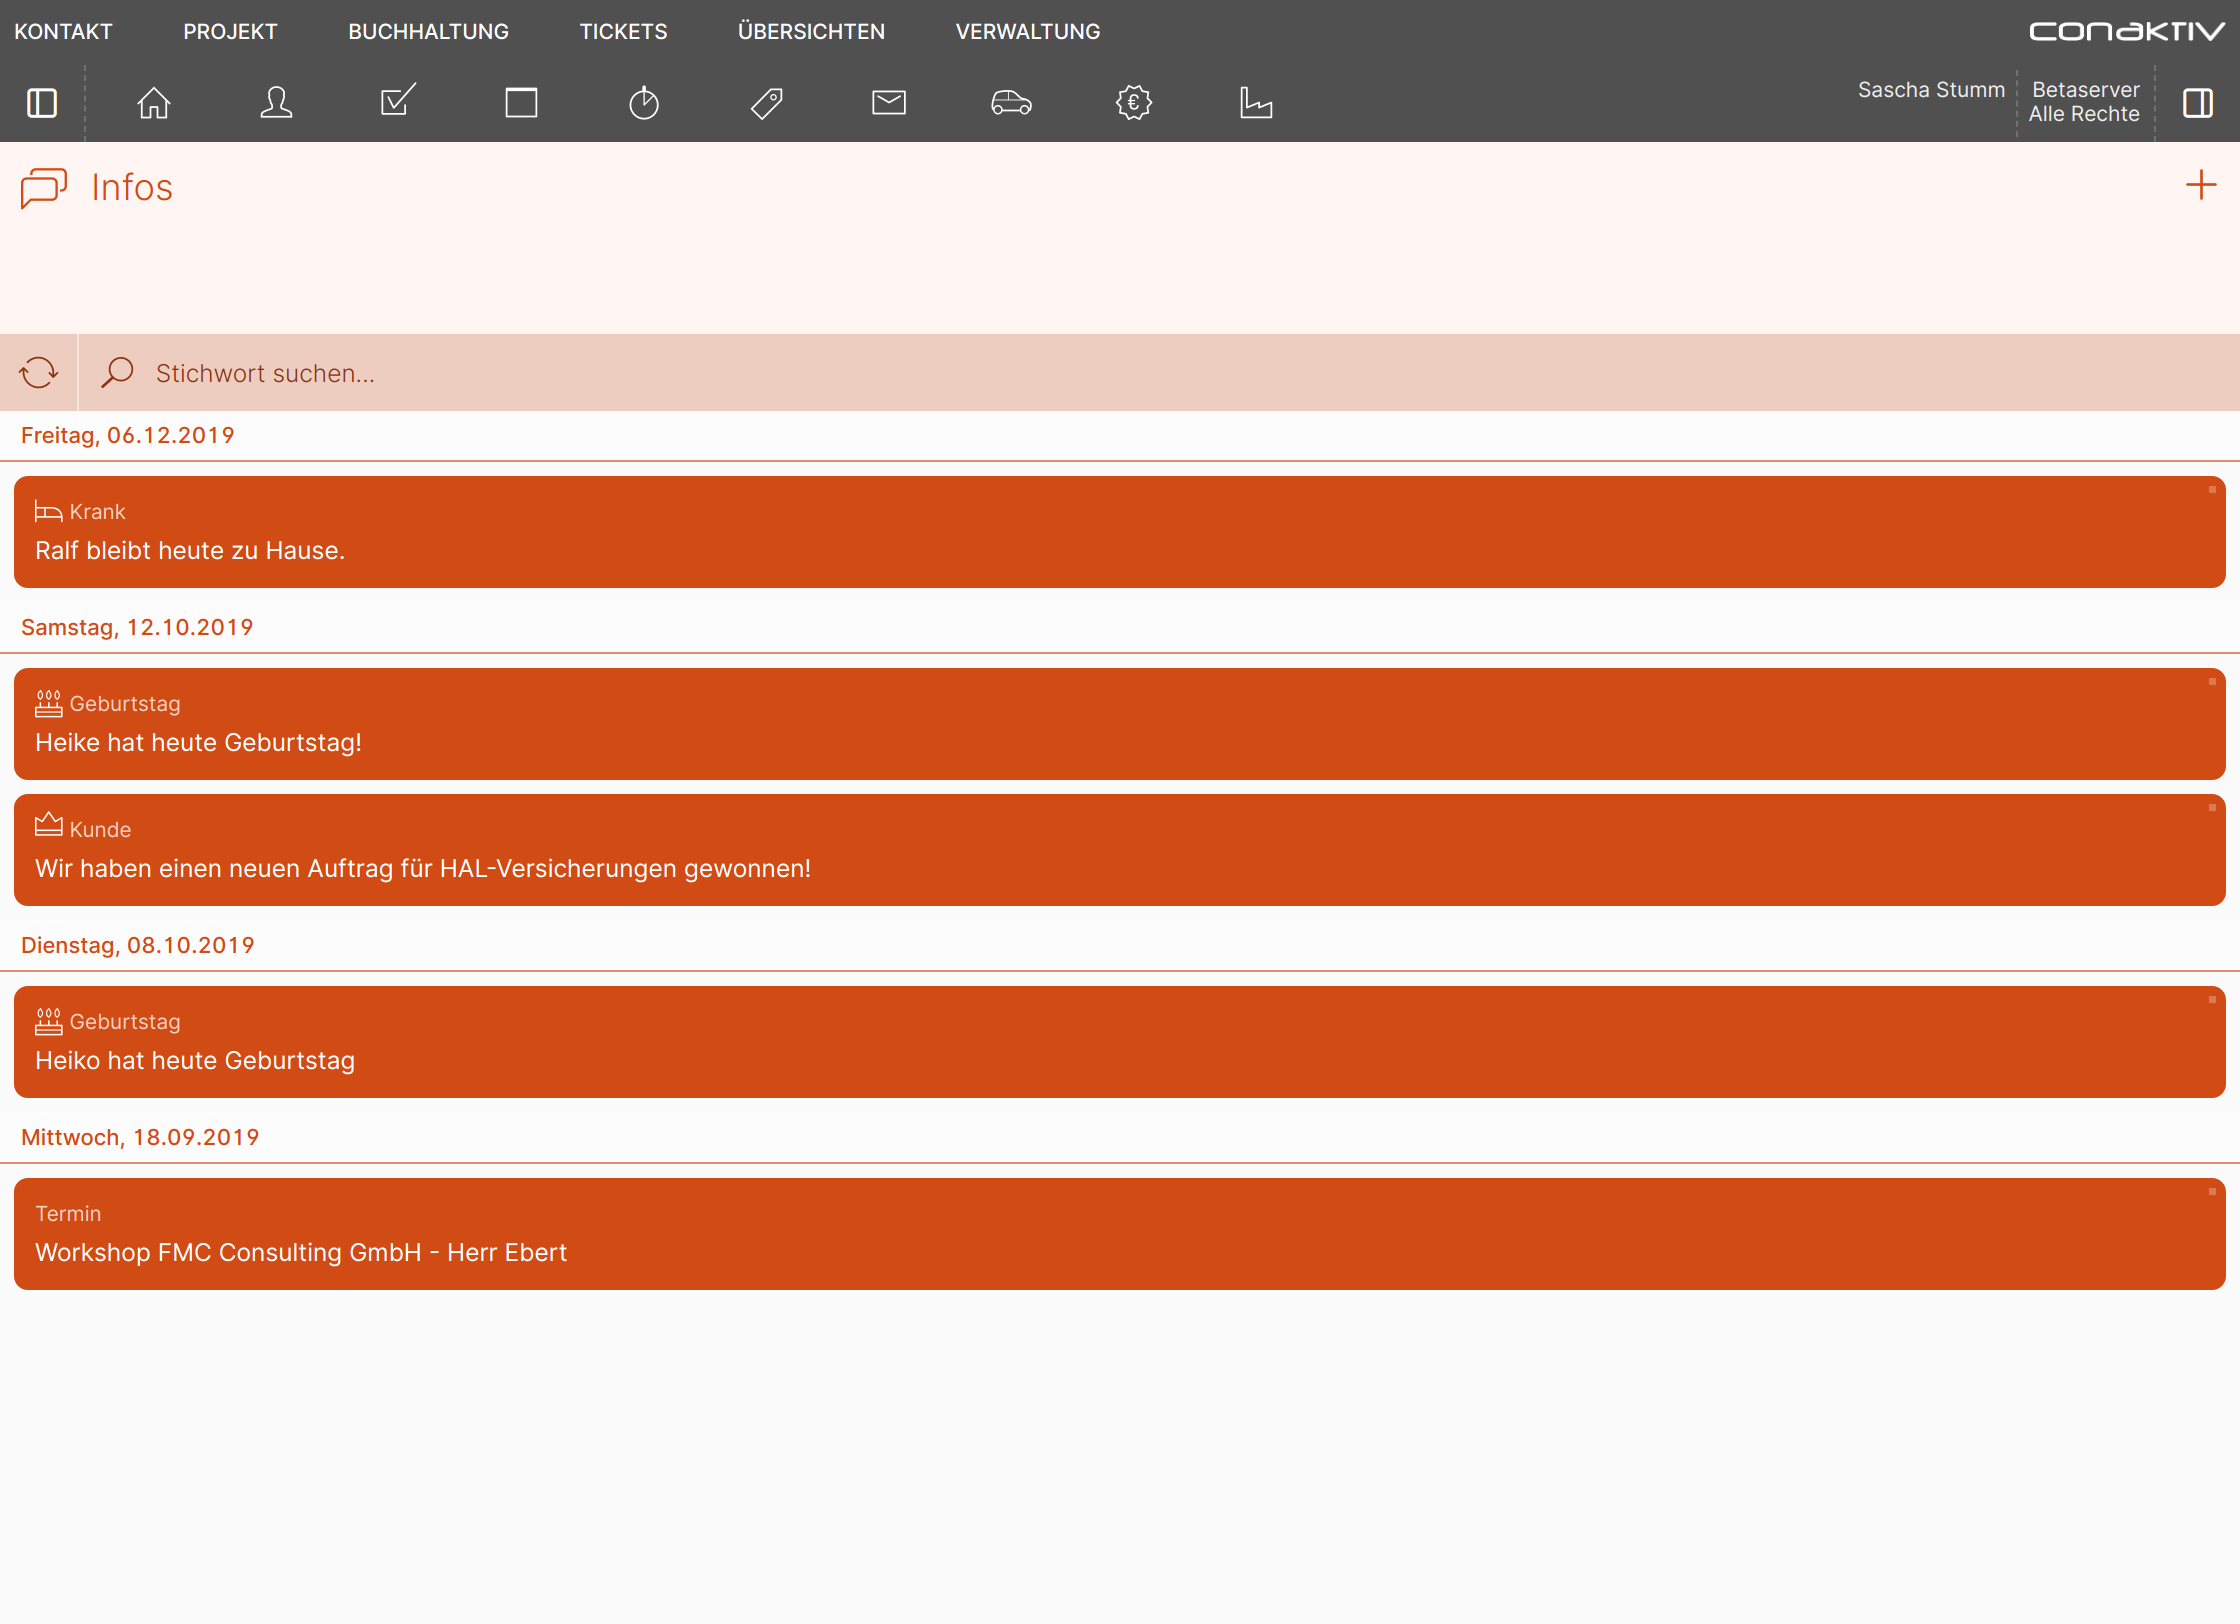 KONTAKT PROJEKT BUCHHALTUNG TICKETS ÜBERSICHTEN VERWALTUNG conaktiv
Sascha Stumm Betaserver
Alle Rechte
Infos
Stichwort suchen...
Freitag, 06.12.2019
Krank
Ralf bleibt heute zu Hause.
Samstag, 12.10.2019
Geburtstag
Heike hat heute Geburtstag!
Kunde
Wir haben einen neuen Auftrag für HAL-Versicherungen gewonnen!
Dienstag, 08.10.2019
Geburtstag
Heiko hat heute Geburtstag
Mittwoch, 18.09.2019
Termin
Workshop FMC Consulting GmbH - Herr Ebert